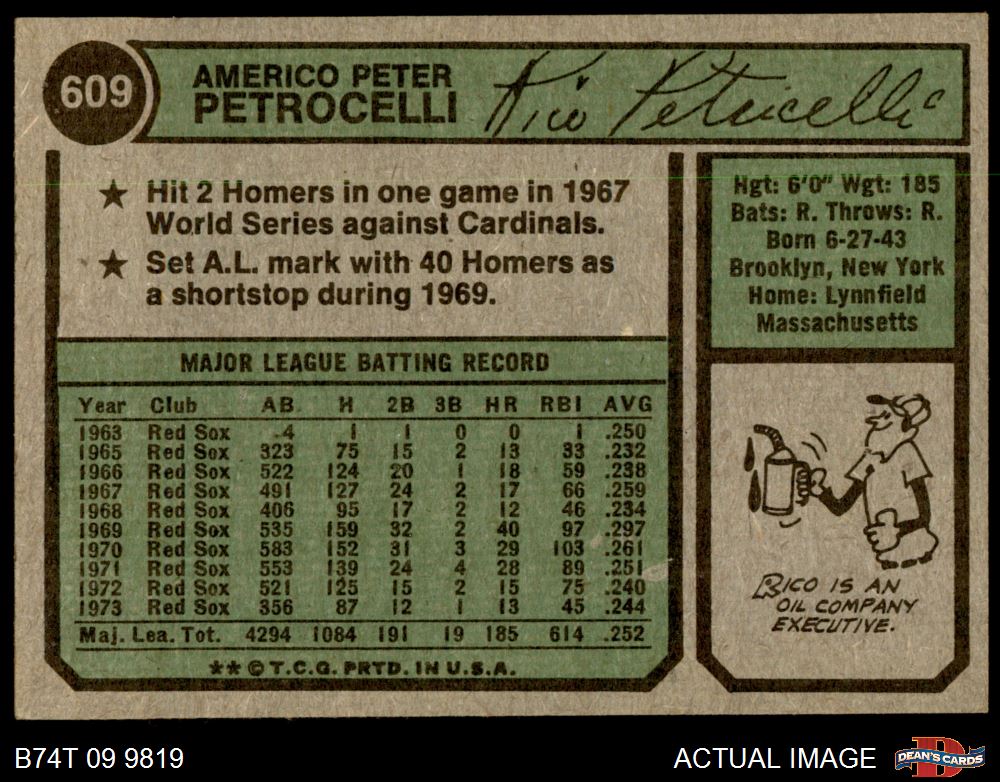 609
AMERICO PETER
PETROCELLI
Rico Petrocelli
★ Hit 2 Homers in one game in 1967
World Series against Cardinals.
★ Set A.L. mark with 40 Homers as
a shortstop during 1969.
MAJOR LEAGUE BATTING RECORD
Year Club AB H 2B 3B HR RBI AVG
1963 Red Sox 4 1 1 0 0 1 .250
1965 Red Sox 323 75 15 2 13 33 .232
1966 Red Sox 522 124 20 1 18 59 .238
1967 Red Sox 491 127 24 2 17 66 .259
1968 Red Sox 406 95 17 2 12 46 .234
1969 Red Sox 535 159 32 2 40 97 .297
1970 Red Sox 583 152 31 3 29 103 .261
1971 Red Sox 553 139 24 4 28 89 .251
1972 Red Sox 521 125 15 2 15 75 .240
1973 Red Sox 356 87 12 1 13 45 .244
Maj. Lea. Tot. 4294 1084 191 19 185 614 .252
**©T.C.G. PRTD. IN U.S.A.
Hgt: 6'0" Wgt: 185
Bats: R. Throws: R.
Born 6-27-43
Brooklyn, New York
Home: Lynnfield
Massachusetts
RICO IS AN
OIL COMPANY
EXECUTIVE.
B74T 09 9819
ACTUAL IMAGE
DEAN'S CARDS